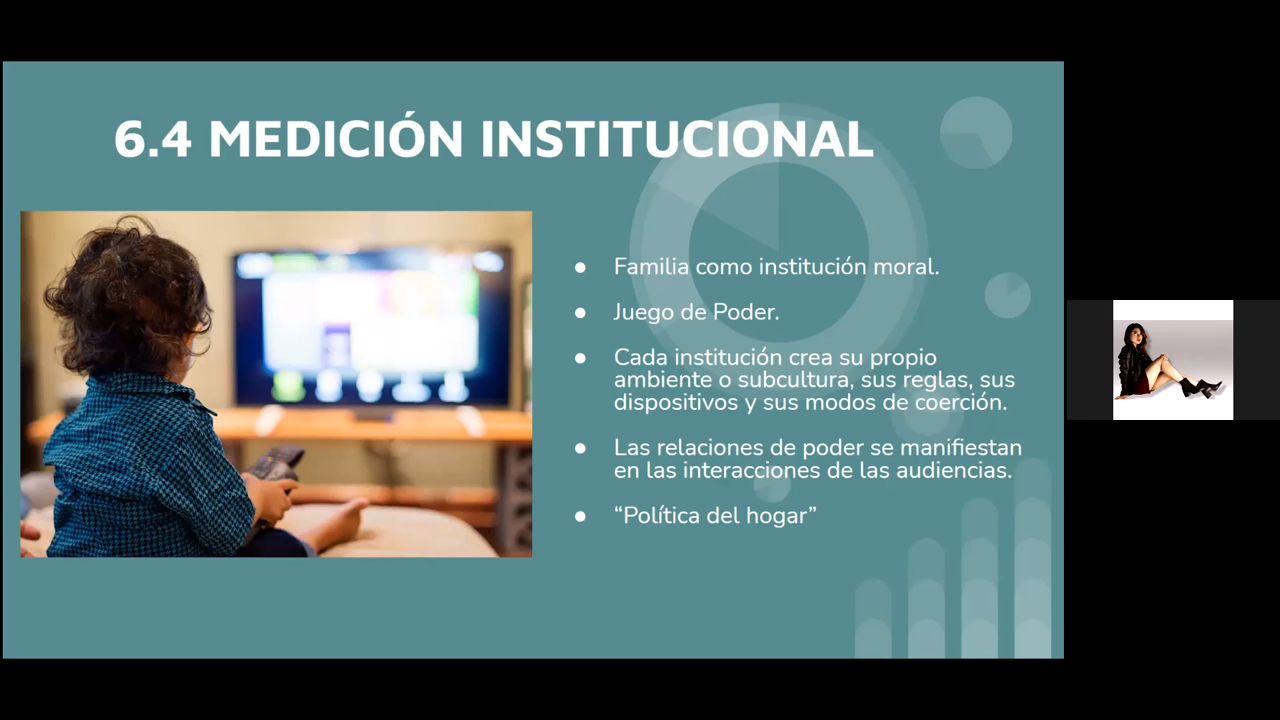 6.4 MEDICIÓN INSTITUCIONAL
● Familia como institución moral.
● Juego de Poder.
● Cada institución crea su propio
ambiente o subcultura, sus reglas, sus
dispositivos y sus modos de coerción.
● Las relaciones de poder se manifiestan
en las interacciones de las audiencias.
● “Política del hogar”